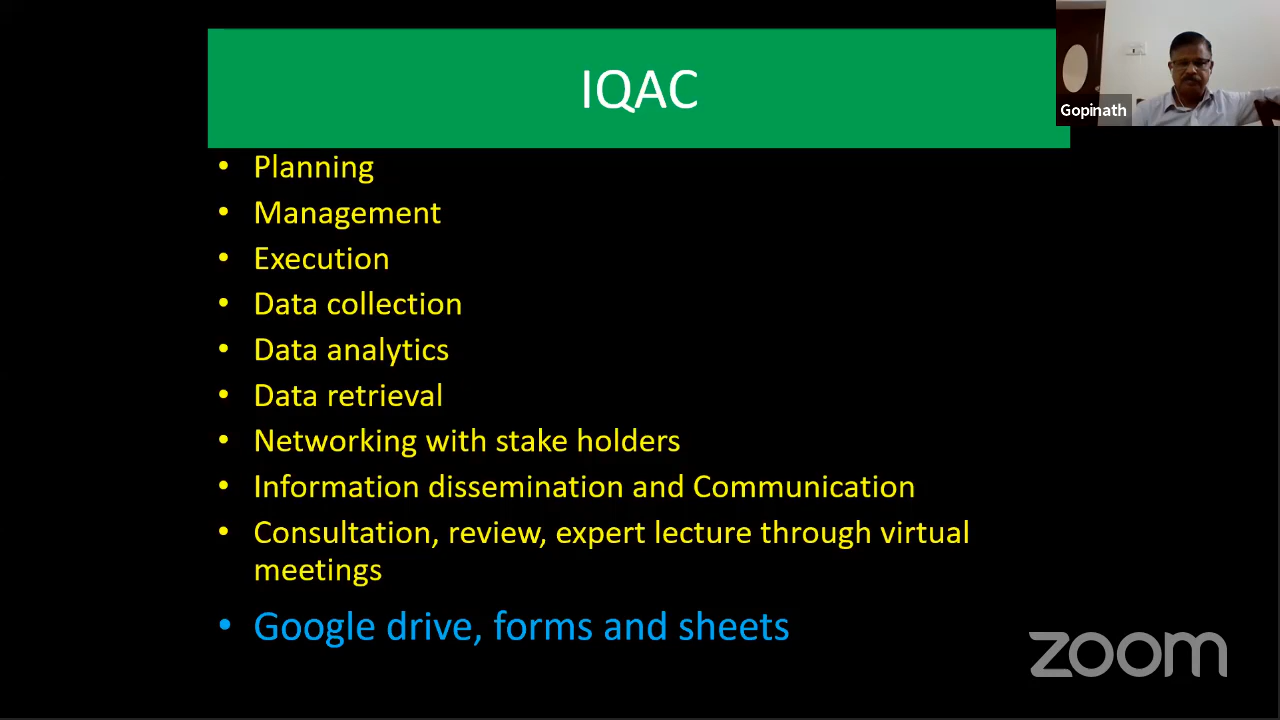 IQAC
Gopinath
• Planning
• Management
• Execution
• Data collection
• Data analytics
• Data retrieval
• Networking with stake holders
• Information dissemination and Communication
• Consultation, review, expert lecture through virtual
meetings
• Google drive, forms and sheets
zoom